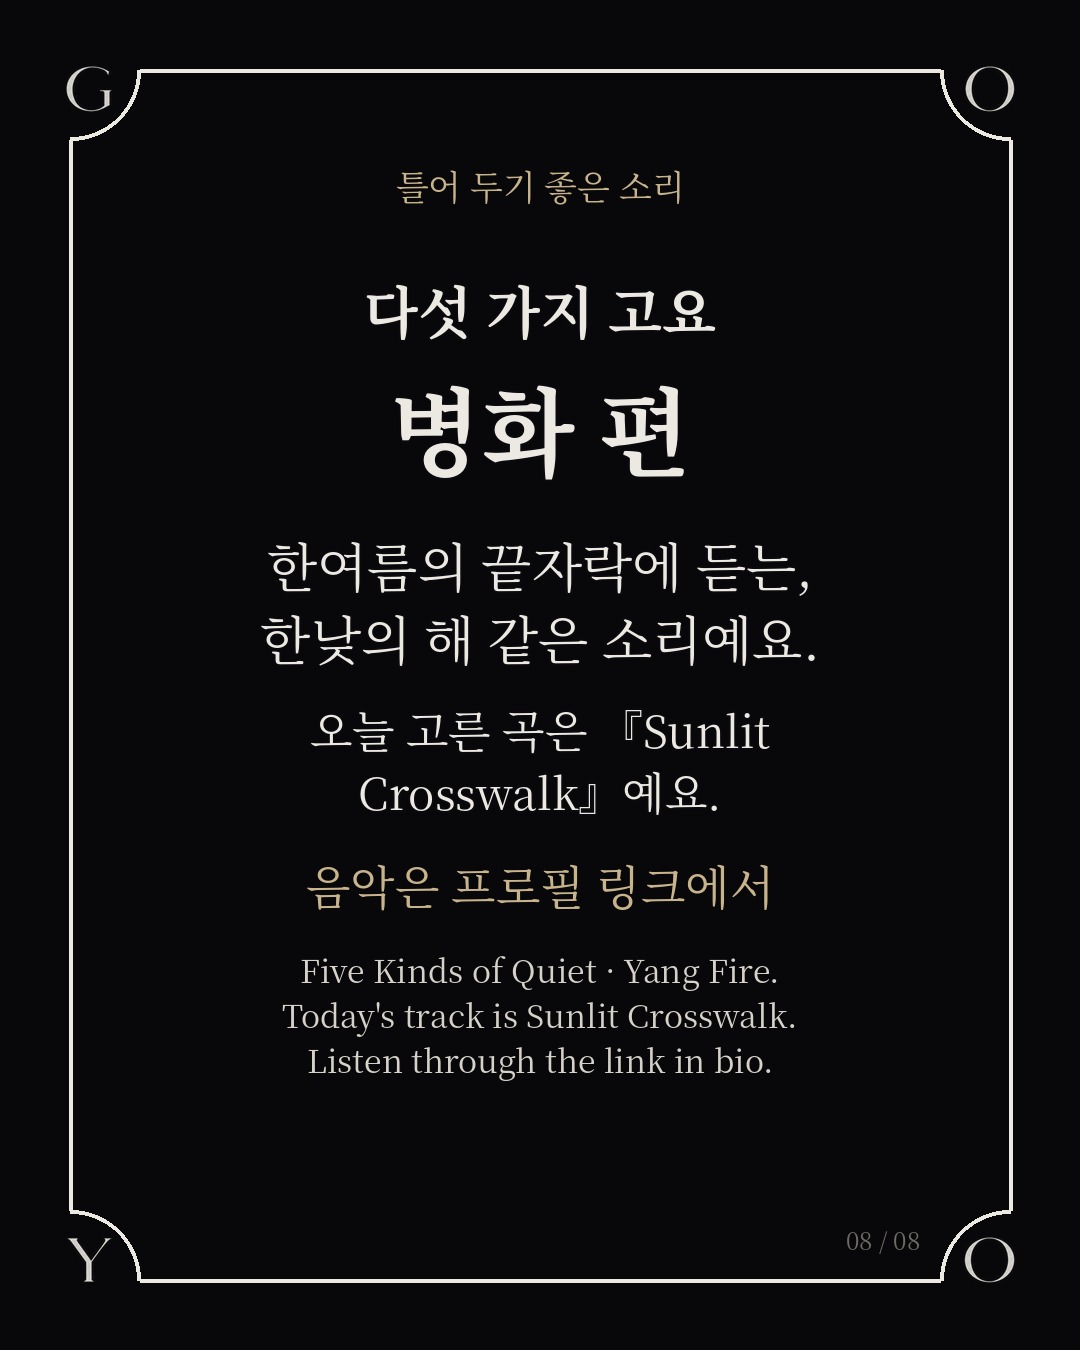 G O
틀어 두기 좋은 소리
다섯 가지 고요
병화 편
한여름의 끝자락에 듣는,
한낮의 해 같은 소리예요.
오늘 고른 곡은 『Sunlit
Crosswalk』예요.
음악은 프로필 링크에서
Five Kinds of Quiet · Yang Fire.
Today's track is Sunlit Crosswalk.
Listen through the link in bio.
08 / 08
Y O